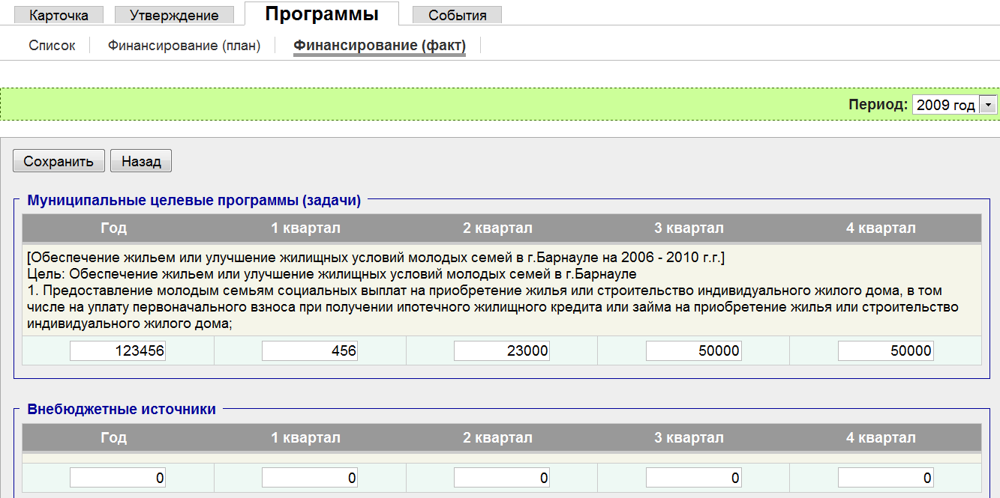 Карточка Утверждение Программы События
Список Финансирование (план) Финансирование (факт)
Период: 2009 год
Сохранить Назад
Муниципальные целевые программы (задачи)
Год 1 квартал 2 квартал 3 квартал 4 квартал
[Обеспечение жильем или улучшение жилищных условий молодых семей в г.Барнауле на 2006 - 2010 г.г.]
Цель: Обеспечение жильем или улучшение жилищных условий молодых семей в г.Барнауле
1. Предоставление молодым семьям социальных выплат на приобретение жилья или строительство индивидуального жилого дома, в том
числе на уплату первоначального взноса при получении ипотечного жилищного кредита или займа на приобретение жилья или строительство
индивидуального жилого дома;
123456 456 23000 50000 50000
Внебюджетные источники
Год 1 квартал 2 квартал 3 квартал 4 квартал
0 0 0 0 0